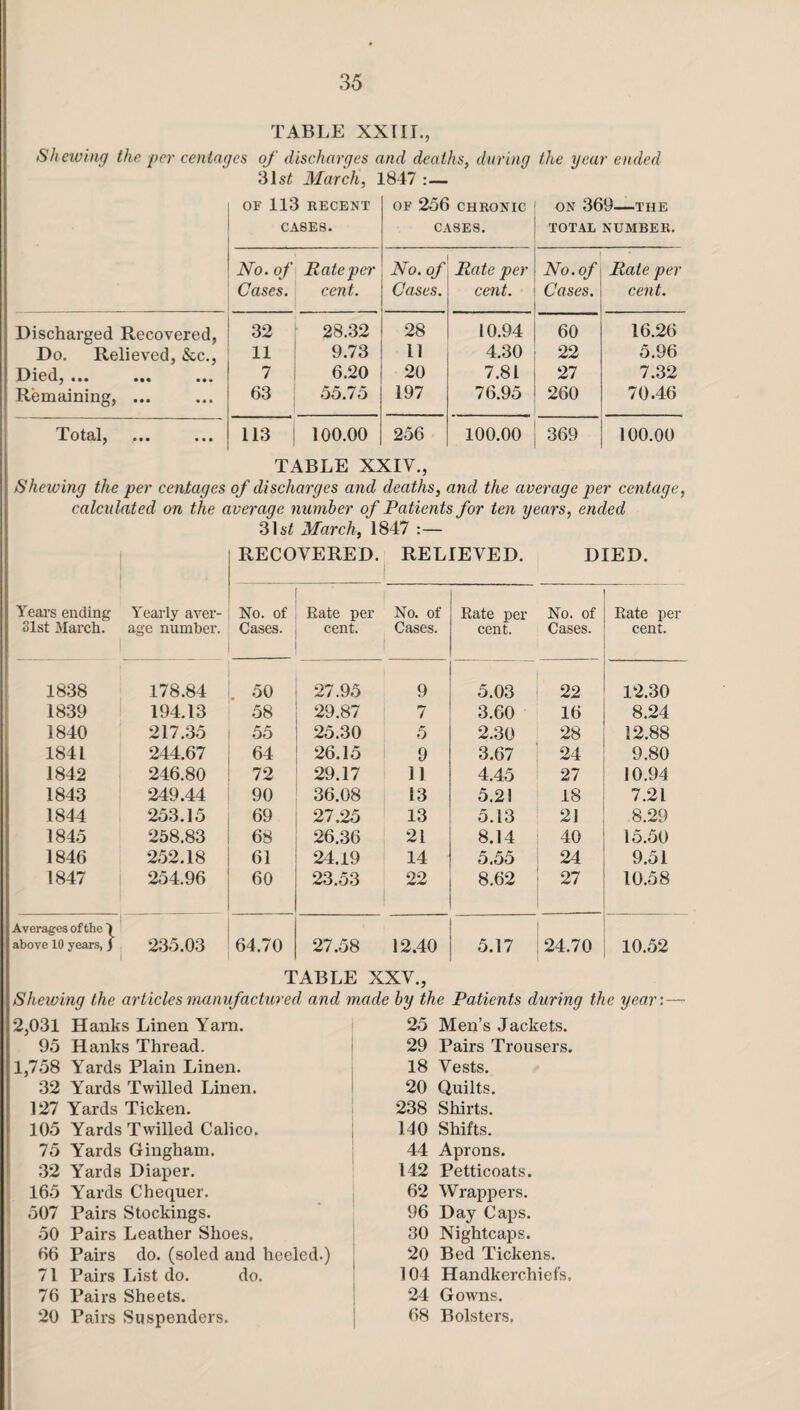 35
TABLE XXIII.,
Shewing the per centages of discharges and deaths, during the year ended
31st March, 1847 :—
OF 113 RECENT CASES. OF 256 CHRONIC CASES. ON 369—THE TOTAL NUMBER.
No. of Cases. Rate per cent. No. of Cases. Rate per cent. No. of Cases. Rate per cent.
Discharged Recovered, 32 28.32 28 10.94 60 16.26
Do. Relieved, &c., 11 9.73 11 4.30 22 5.96
Died, ... ... ... 7 6.20 20 7.81 27 7.32
Remaining, ... ... 63 55.75 197 76.95 260 70.46
Total, ... ... 113 100.00 256 100.00 369 100.00
TABLE XXIV.,
Shewing the per centages of discharges and deaths, and the average per centage,
calculated on the average number of Patients for ten years, ended
31st March, 1847 :—
RECOVERED. RELIEVED. DIED.
Years ending 31st March. Yearly average number. No. of Cases. Rate per cent. No. of Cases. Rate per cent. No. of Cases. Rate per cent.
1838 178.84 50 27.95 9 5.03 22 12.30
1839 194.13 58 29.87 7 3.60 16 8.24
1840 217.35 55 25.30 5 2.30 28 12.88
1841 244.67 64 26.15 9 3.67 24 9.80
1842 246.80 72 29.17 11 4.45 27 10.94
1843 249.44 90 36.08 13 5.21 18 7.21
1844 253.15 69 27.25 13 5.13 21 8.29
1845 258.83 68 26.36 21 8.14 40 15.50
1846 252.18 61 24.19 14 5.55 24 9.51
1847 254.96 60 23.53 22 8.62 27 10.58
Averages of the above 10 years, } 235.03 64.70 27.58 12.40 5.17 24.70 10.52
TABLE XXV.,
Shewing the articles manufactured and made by the Patients during the year:—
2,031 Hanks Linen Yarn.
95 Hanks Thread.
1,758 Yards Plain Linen.
32 Yards Twilled Linen.
127 Yards Ticken.
105 Yards Twilled Calico.
75 Yards Gingham.
32 Yards Diaper.
165 Yards Chequer.
507 Pairs Stockings.
50 Pairs Leather Shoes.
66 Pairs do. (soled and heeled.)
71 Pairs List do. do.
76 Pairs Sheets.
20 Pairs Suspenders.
25 Men's Jackets.
29 Pairs Trousers.
18 Vests.
20 Quilts.
238 Shirts.
140 Shifts.
44 Aprons.
142 Petticoats.
62 Wrappers.
96 Day Caps.
30 Nightcaps.
20 Bed Tickens.
104 Handkerchiefs.
24 Gowns.
68 Bolsters.